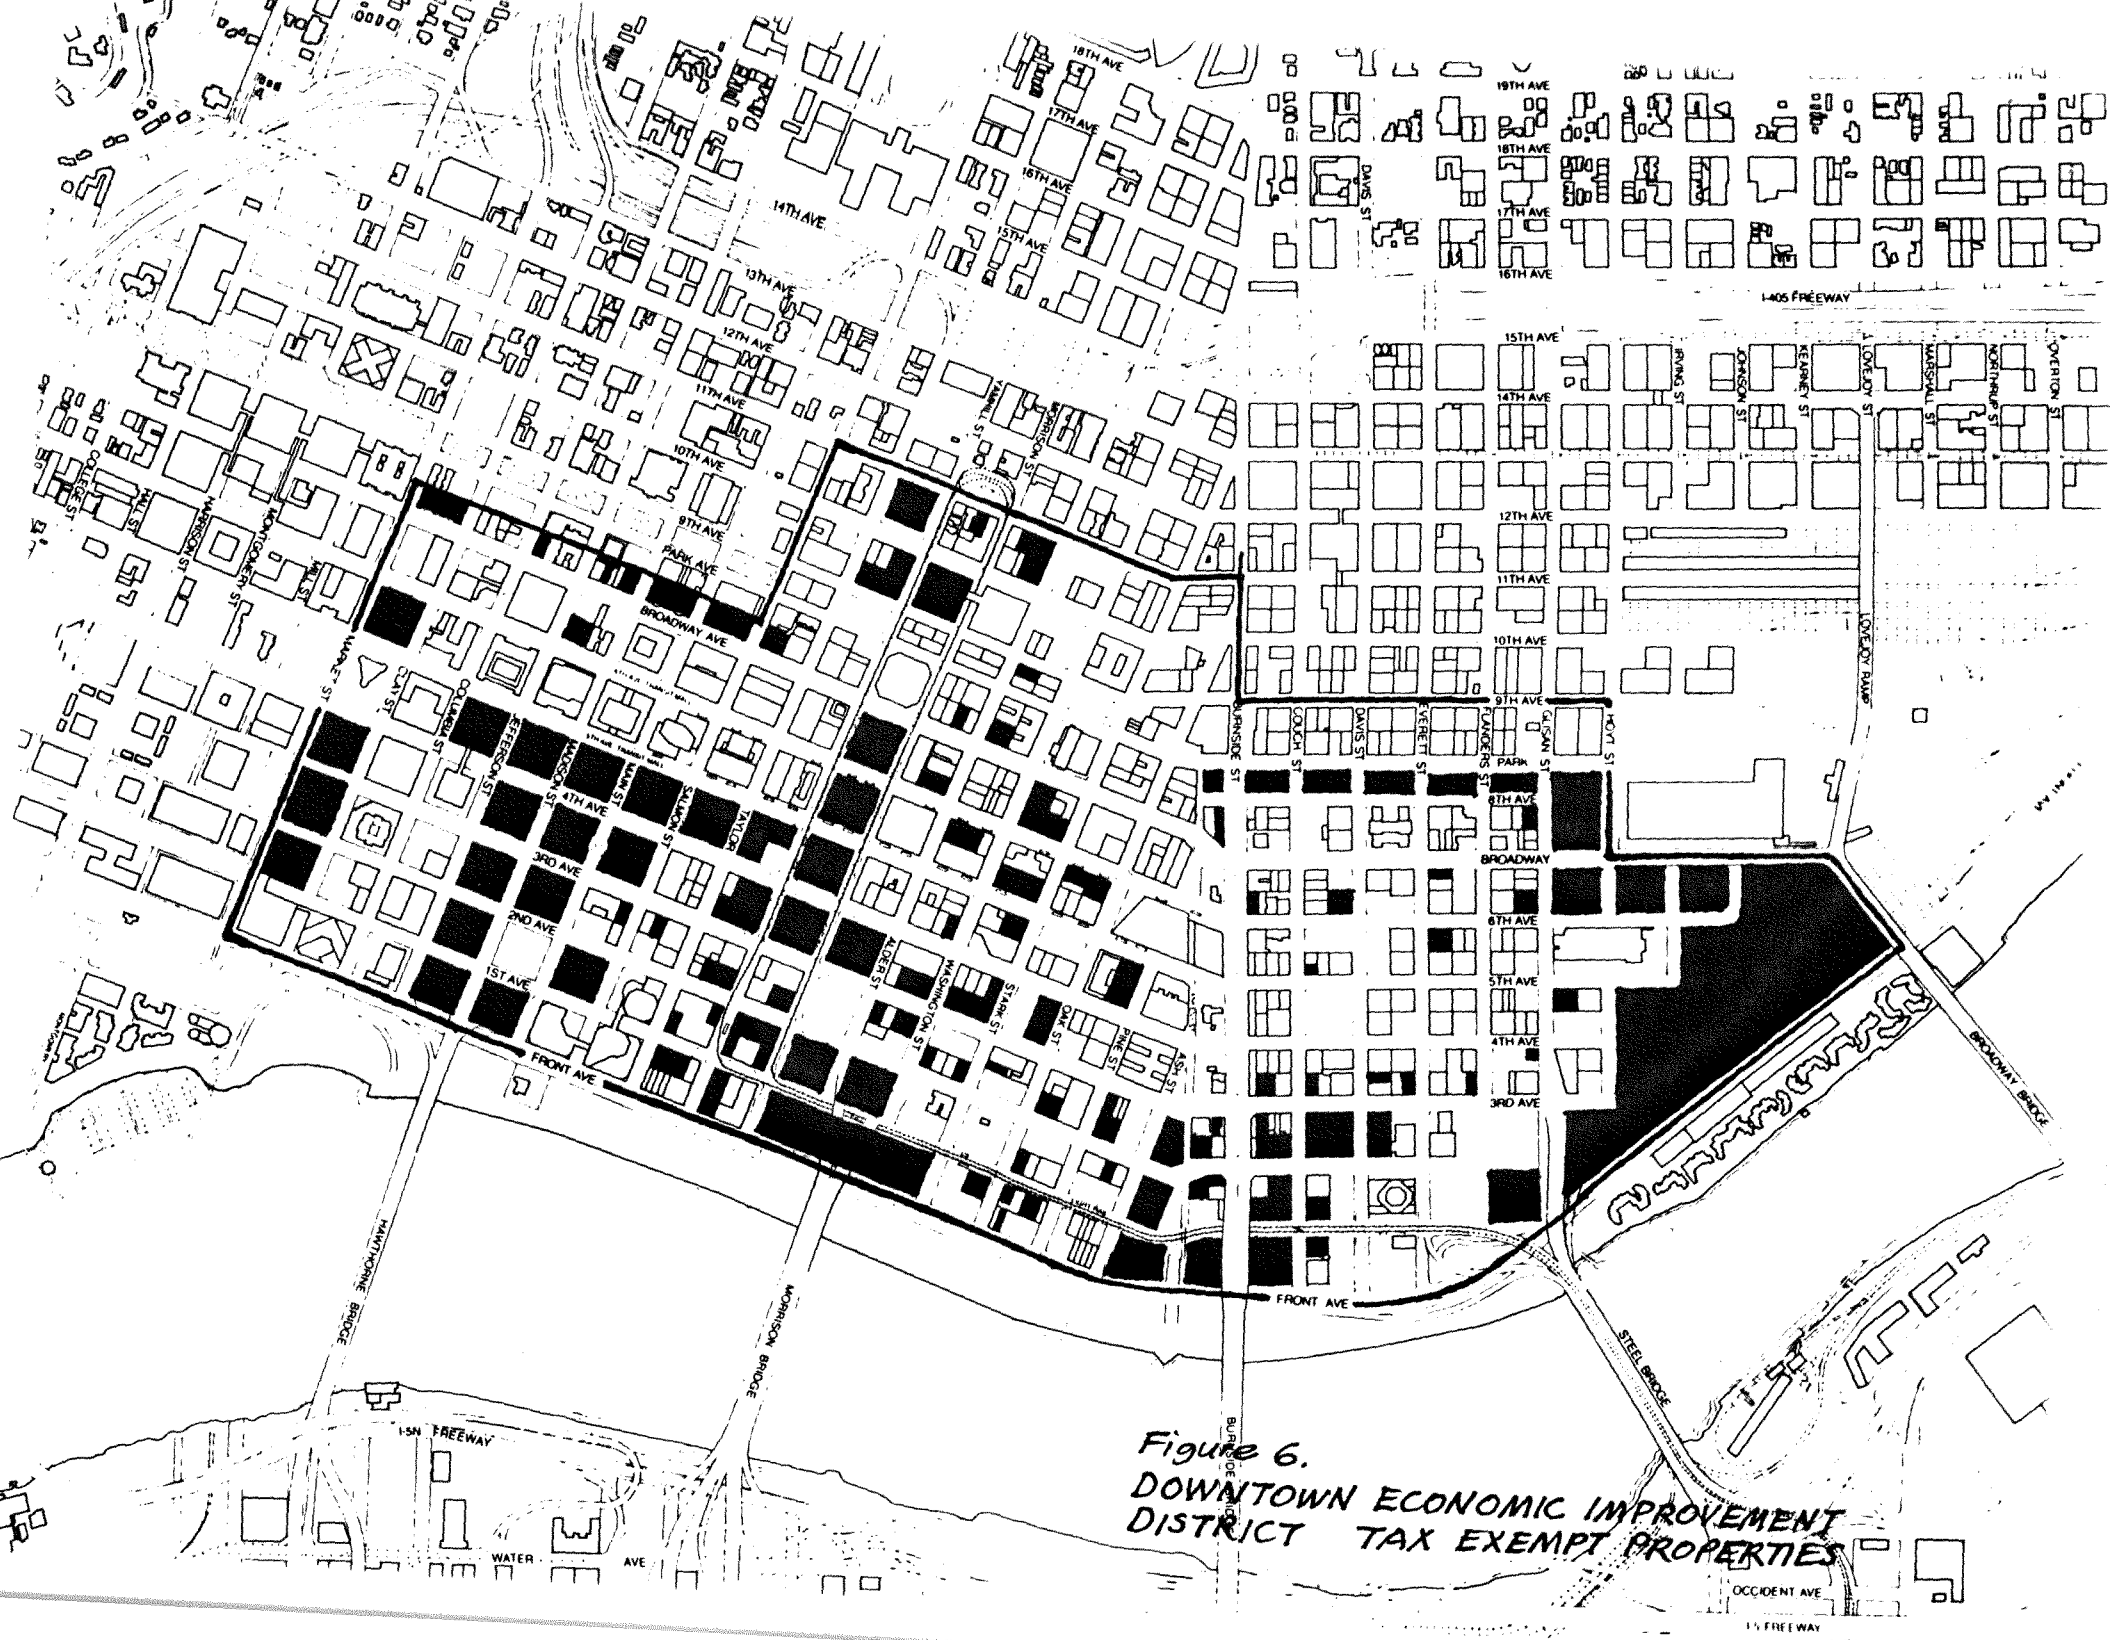 18TH AVE
19TH AVE
17TH AVE
18TH AVE
16TH AVE
DAVIS ST
14TH AVE
17TH AVE
15TH AVE
13TH AVE
16TH AVE
I-405 FREEWAY
12TH AVE
15TH AVE
IRVING ST
JOHNSON ST
KEARNEY ST
LOVEJOY ST
MARSHALL ST
NORTHRUP ST
OVERTON ST
11TH AVE
YAMHILL ST
MORRISON ST
14TH AVE
10TH AVE
COLLEGE ST
HALL ST
HARRISON ST
MONTGOMERY ST
MILL ST
9TH AVE
12TH AVE
PARK AVE
11TH AVE
BROADWAY AVE
10TH AVE
LOVEJOY RAMP
MARKET ST
CLAY ST
COLUMBIA ST
JEFFERSON ST
MADISON ST
MAIN ST
SALMON ST
TAYLOR
5TH AVE TRANSIT MALL
9TH AVE
BURNSIDE ST
COUCH ST
DAVIS ST
EVERETT ST
FLANDERS ST
GLISAN ST
HOYT ST
PARK
8TH AVE
4TH AVE
3RD AVE
BROADWAY
2ND AVE
6TH AVE
1ST AVE
ALDER ST
WASHINGTON ST
STARK ST
OAK ST
PINE ST
ASH ST
5TH AVE
4TH AVE
3RD AVE
FRONT AVE
BROADWAY BRIDGE
FRONT AVE
HAWTHORNE BRIDGE
MORRISON BRIDGE
STEEL BRIDGE
I-5N FREEWAY
WATER AVE
Figure 6.
DOWNTOWN ECONOMIC IMPROVEMENT
DISTRICT TAX EXEMPT PROPERTIES
OCCIDENT AVE
I-5 FREEWAY